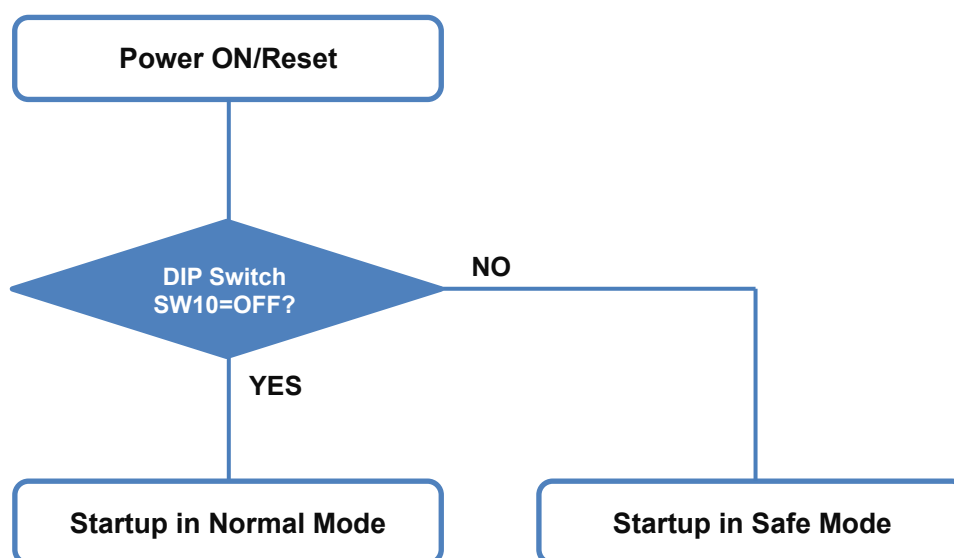 Power ON/Reset
DIP Switch
SW10=OFF?
NO
YES
Startup in Normal Mode
Startup in Safe Mode